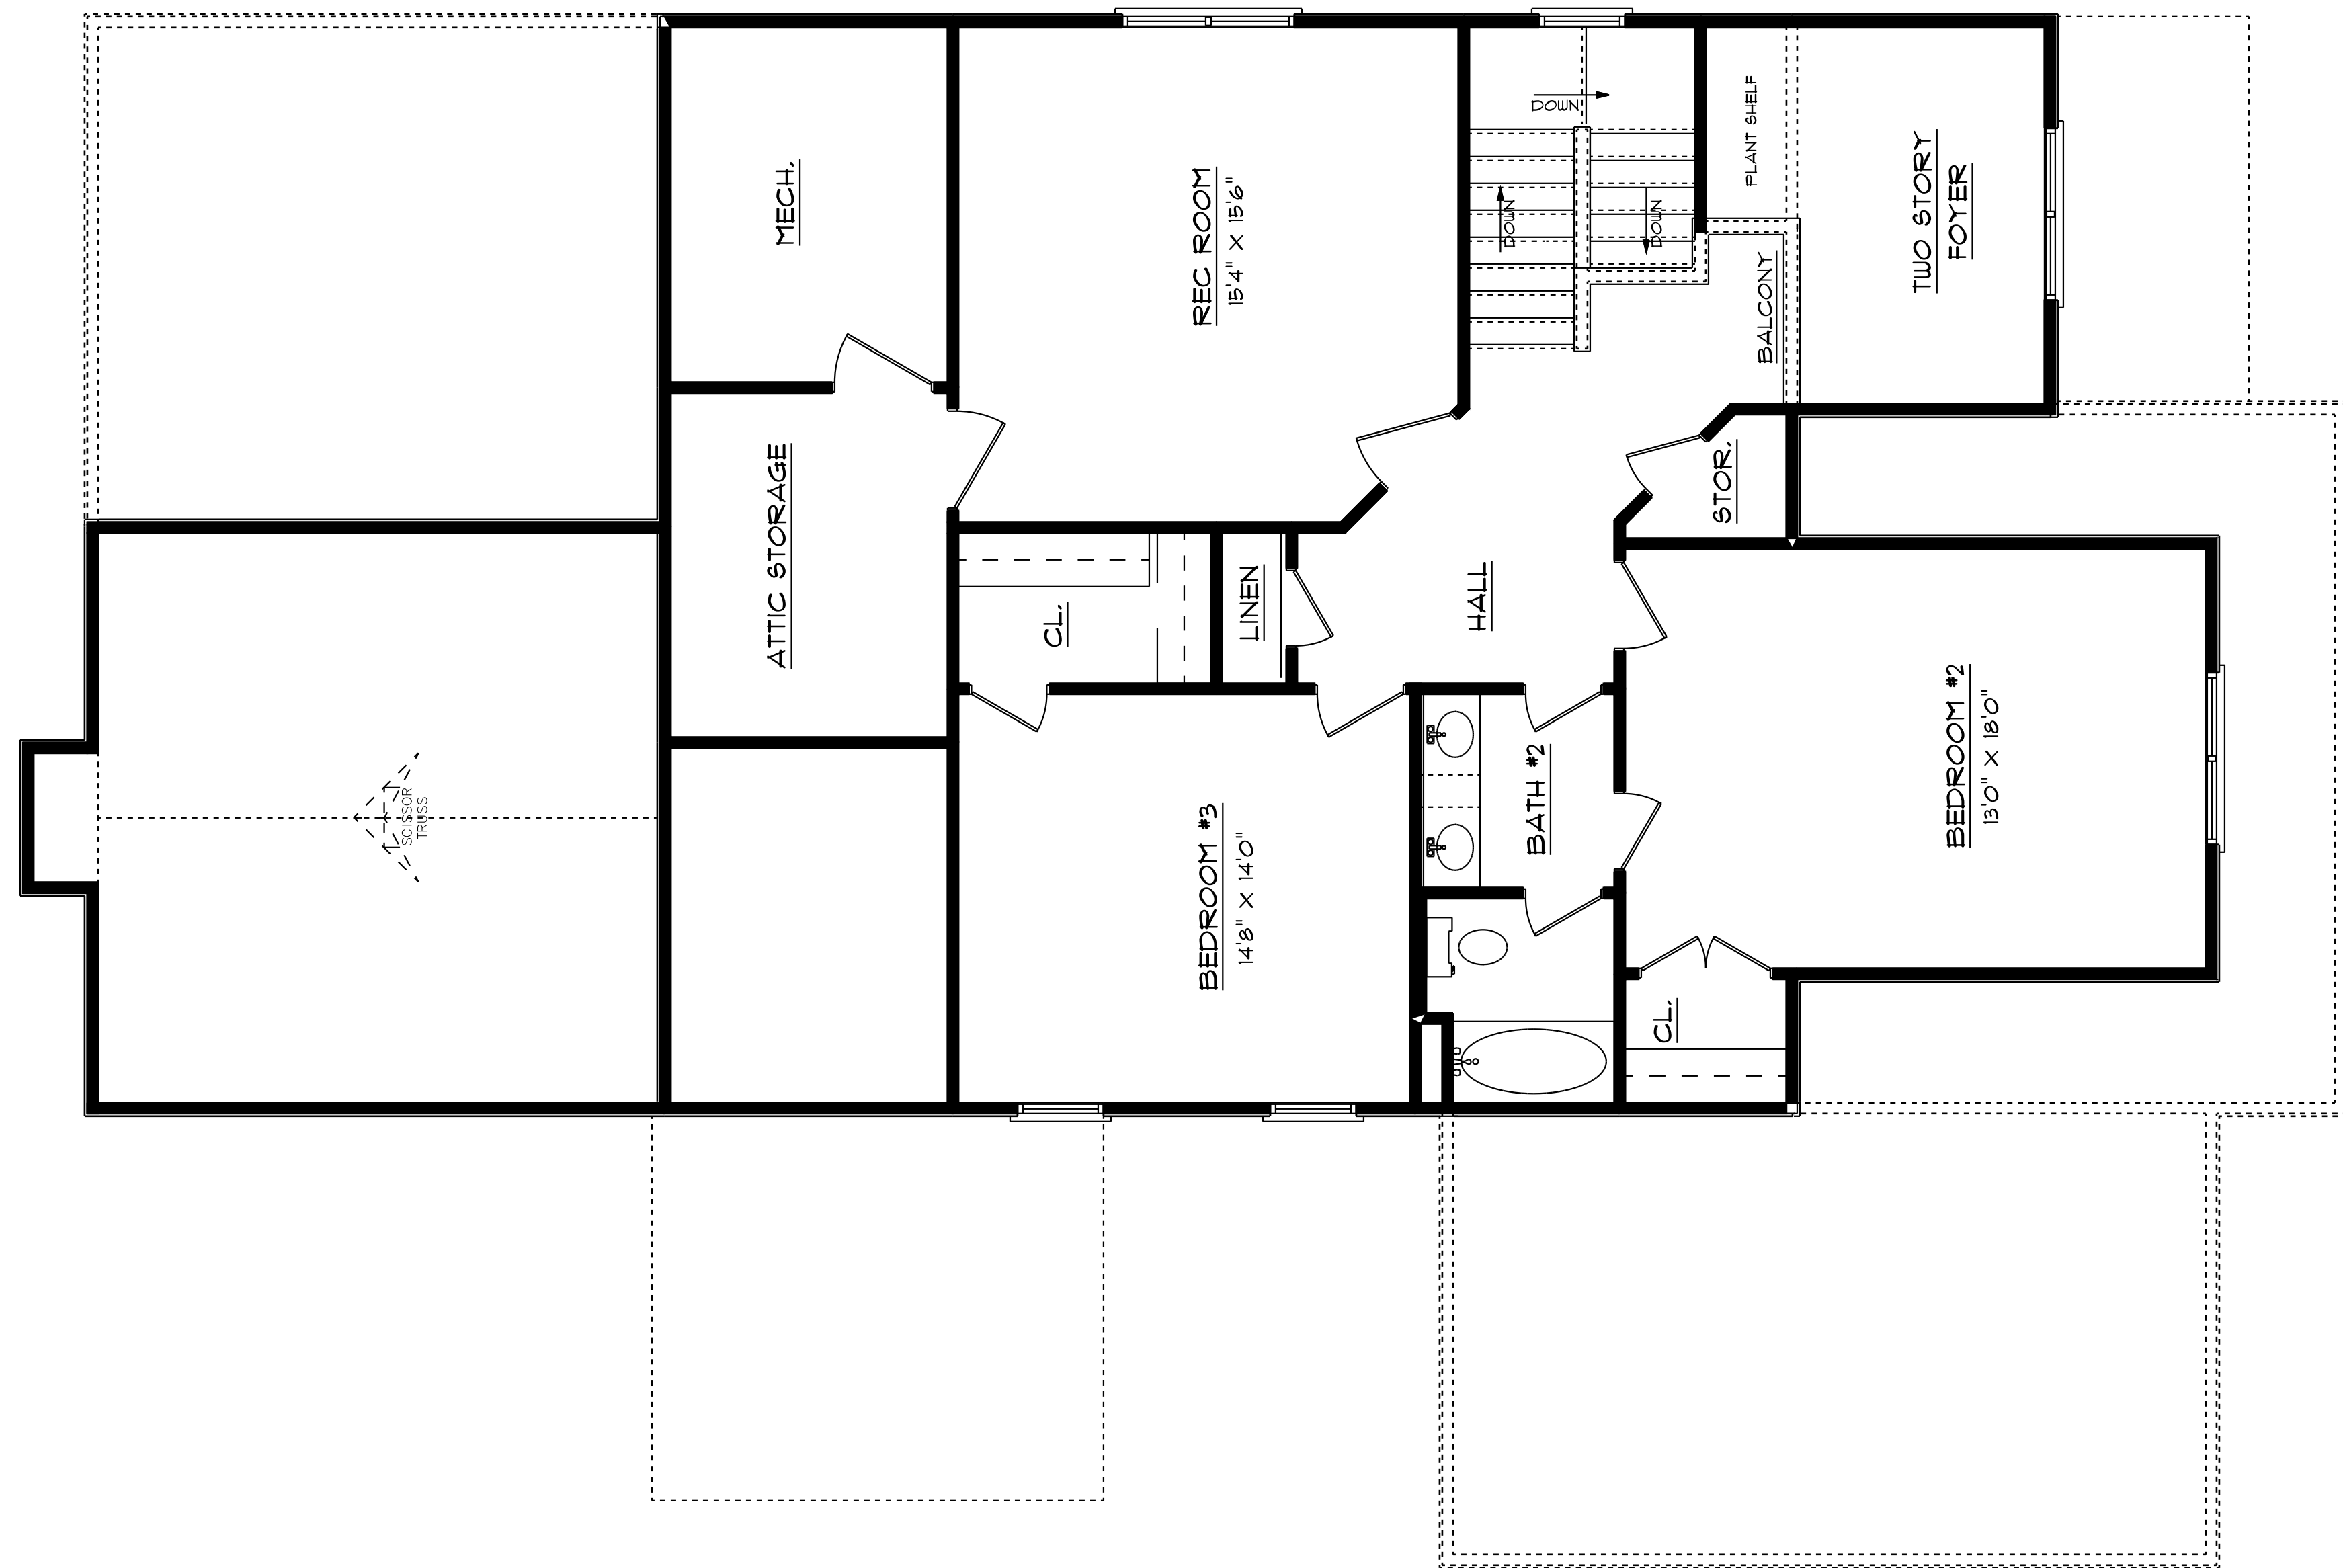 MECH.
REC ROOM
15'4" X 15'6"
DOWN
DOWN
DOWN
PLANT SHELF
TWO STORY
FOYER
BALCONY
ATTIC STORAGE
STOR.
CL.
LINEN
HALL
SCISSOR
TRUSS
BEDROOM #3
14'8" X 14'0"
BATH #2
BEDROOM #2
13'0" X 18'0"
CL.